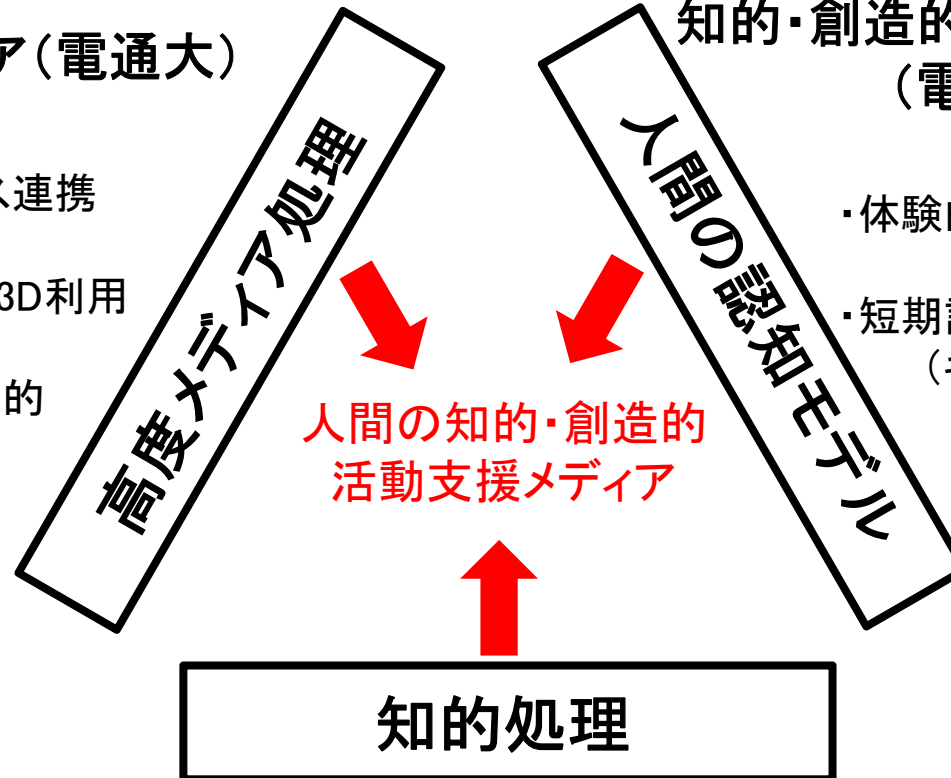 ア(電通大)
知的・創造的
(電
連携
・体験
3D利用
・短期
的
高度メディア処理
人間の認知モデル
人間の知的・創造的
活動支援メディア
知的処理